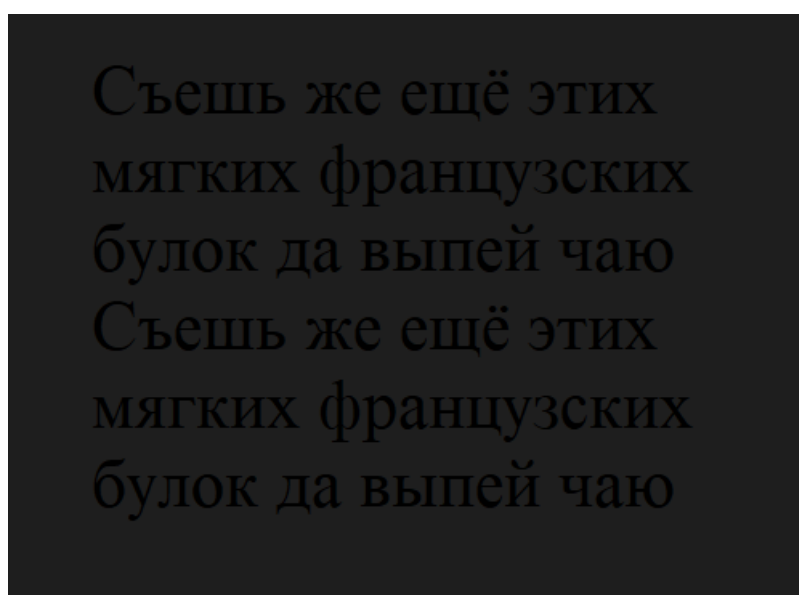 Съешь же ещё этих
мягких французских
булок да выпей чаю
Съешь же ещё этих
мягких французских
булок да выпей чаю